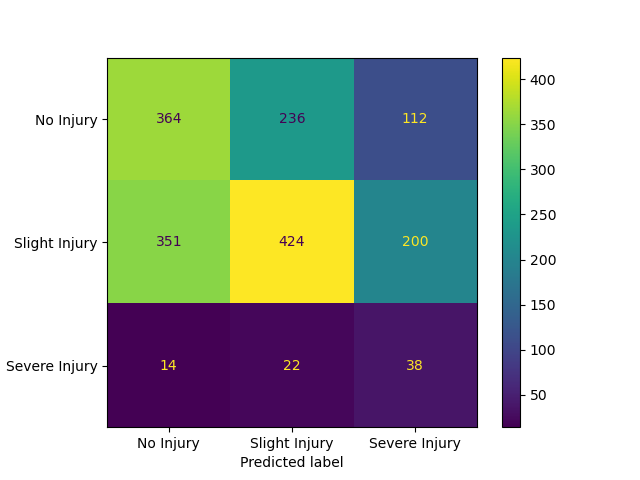 No Injury 364 236 112
Slight Injury 351 424 200
Severe Injury 14 22 38
No Injury Slight Injury Severe Injury
Predicted label
400
350
300
250
200
150
100
50